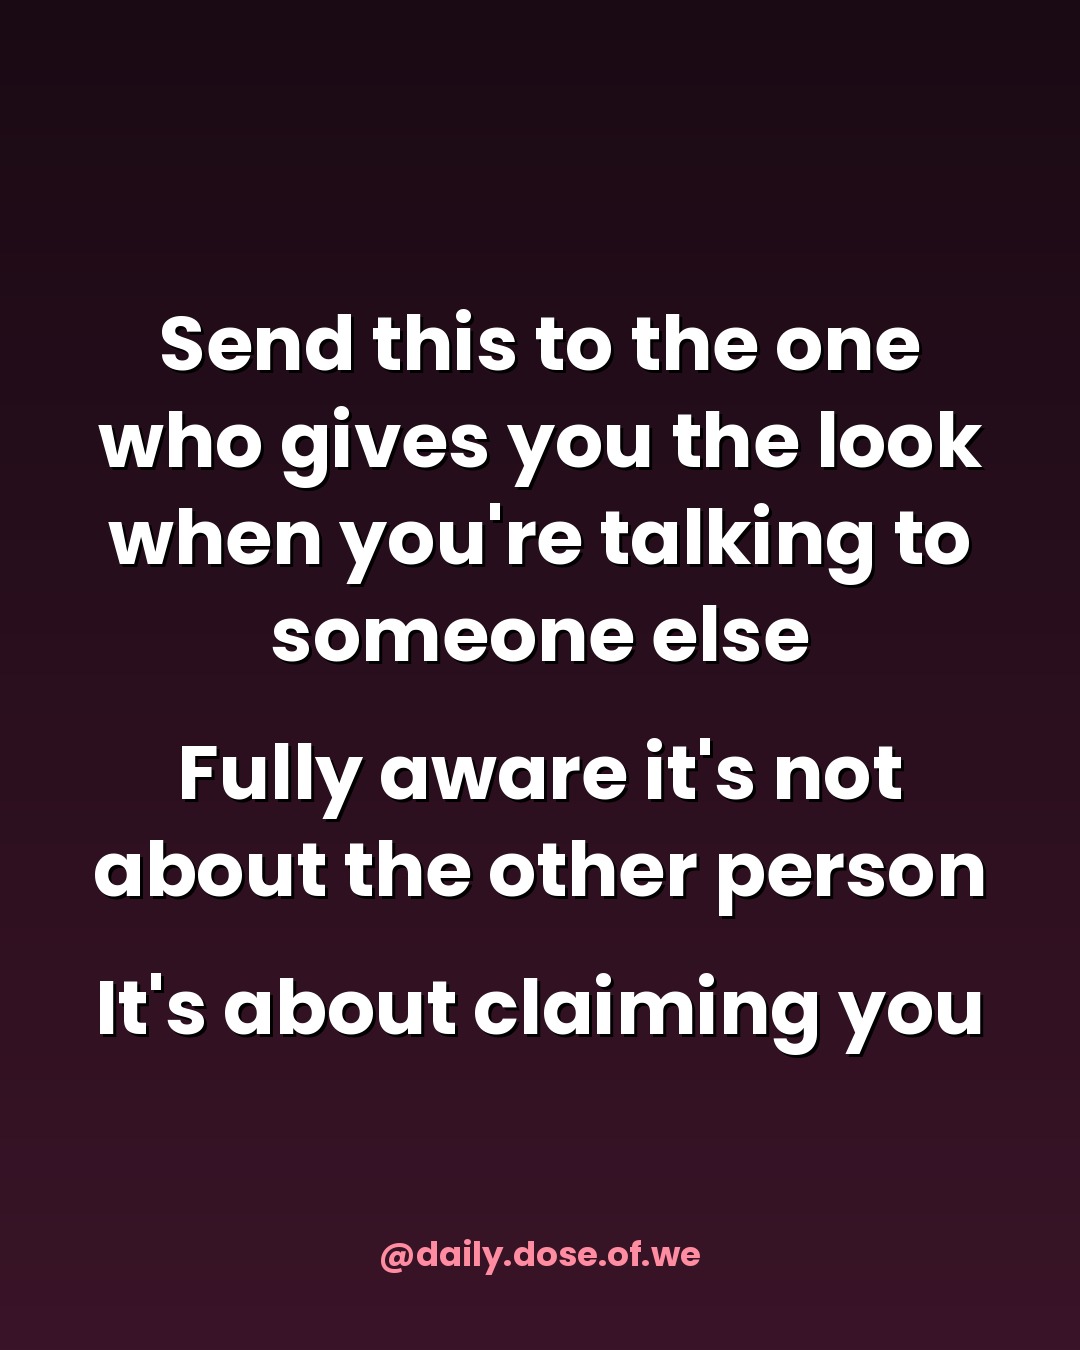 Send this to the one
who gives you the look
when you're talking to
someone else
Fully aware it's not
about the other person
It's about claiming you
@daily.dose.of.we